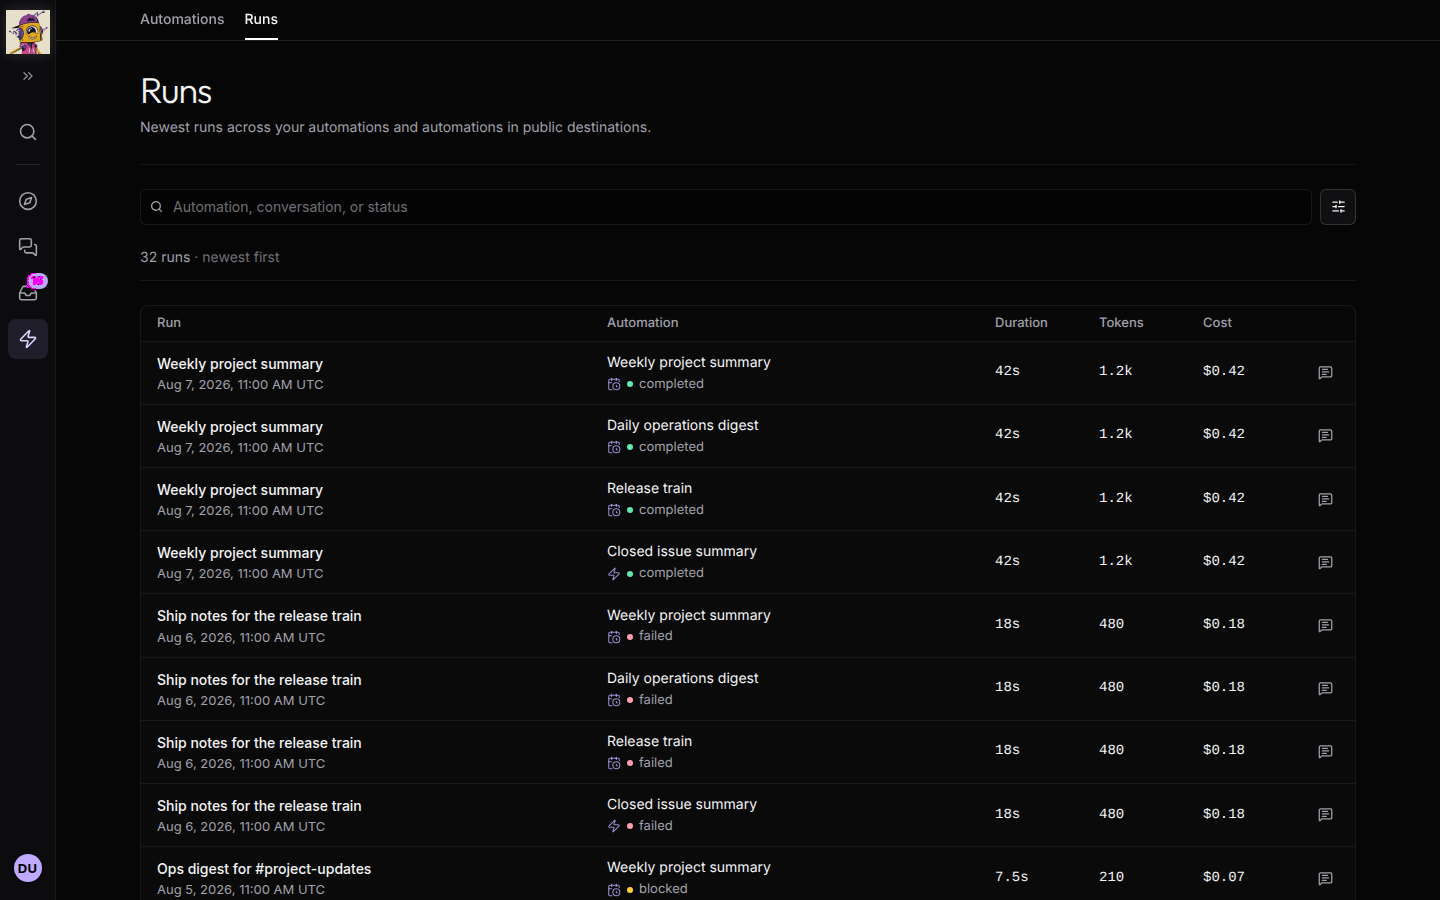 Automations
Runs
Runs
Newest runs across your automations and automations in public destinations.
Automation, conversation, or status
32 runs · newest first
Run
Automation
Duration
Tokens
Cost
Weekly project summary
Aug 7, 2026, 11:00 AM UTC
Weekly project summary
completed
42s
1.2k
$0.42
Weekly project summary
Aug 7, 2026, 11:00 AM UTC
Daily operations digest
completed
42s
1.2k
$0.42
Weekly project summary
Aug 7, 2026, 11:00 AM UTC
Release train
completed
42s
1.2k
$0.42
Weekly project summary
Aug 7, 2026, 11:00 AM UTC
Closed issue summary
completed
42s
1.2k
$0.42
Ship notes for the release train
Aug 6, 2026, 11:00 AM UTC
Weekly project summary
failed
18s
480
$0.18
Ship notes for the release train
Aug 6, 2026, 11:00 AM UTC
Daily operations digest
failed
18s
480
$0.18
Ship notes for the release train
Aug 6, 2026, 11:00 AM UTC
Release train
failed
18s
480
$0.18
Ship notes for the release train
Aug 6, 2026, 11:00 AM UTC
Closed issue summary
failed
18s
480
$0.18
Ops digest for #project-updates
Aug 5, 2026, 11:00 AM UTC
Weekly project summary
blocked
7.5s
210
$0.07
DU